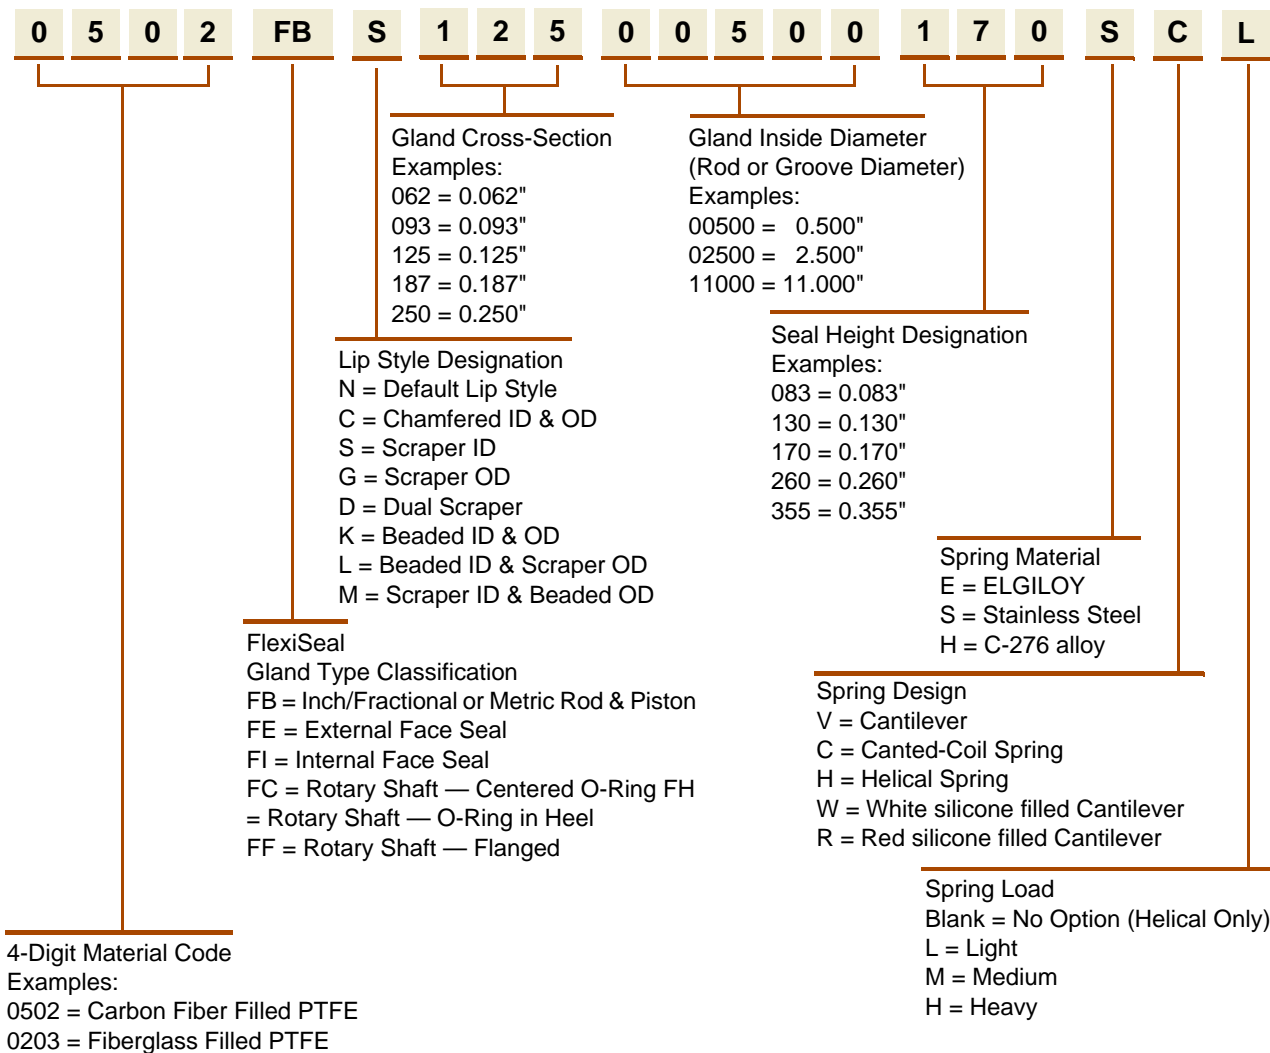 0 5 0 2 FB S 1 2 5 0 0 5 0 0 1 7 0 S C L
Gland Cross-Section
Examples:
062 = 0.062"
093 = 0.093"
125 = 0.125"
187 = 0.187"
250 = 0.250"
Gland Inside Diameter
(Rod or Groove Diameter)
Examples:
00500 = 0.500"
02500 = 2.500"
11000 = 11.000"
Lip Style Designation
N = Default Lip Style
C = Chamfered ID & OD
S = Scraper ID
G = Scraper OD
D = Dual Scraper
K = Beaded ID & OD
L = Beaded ID & Scraper OD
M = Scraper ID & Beaded OD
Seal Height Designation
Examples:
083 = 0.083"
130 = 0.130"
170 = 0.170"
260 = 0.260"
355 = 0.355"
Spring Material
E = ELGILOY
S = Stainless Steel
H = C-276 alloy
FlexiSeal
Gland Type Classification
FB = Inch/Fractional or Metric Rod & Piston
FE = External Face Seal
FI = Internal Face Seal
FC = Rotary Shaft — Centered O-Ring FH
= Rotary Shaft — O-Ring in Heel
FF = Rotary Shaft — Flanged
Spring Design
V = Cantilever
C = Canted-Coil Spring
H = Helical Spring
W = White silicone filled Cantilever
R = Red silicone filled Cantilever
Spring Load
Blank = No Option (Helical Only)
L = Light
M = Medium
H = Heavy
4-Digit Material Code
Examples:
0502 = Carbon Fiber Filled PTFE
0203 = Fiberglass Filled PTFE